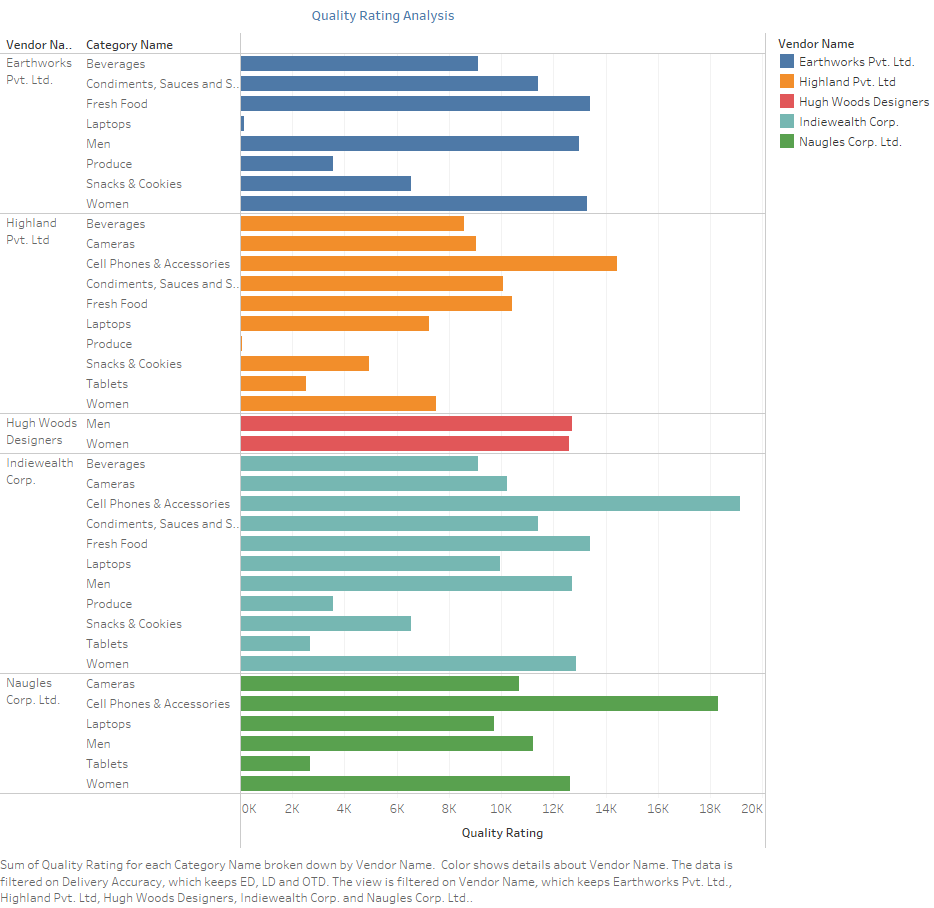 Quality Rating Analysis
Vendor Na.. Category Name
Earthworks Pvt. Ltd.
Beverages
Condiments, Sauces and S..
Fresh Food
Laptops
Men
Produce
Snacks & Cookies
Women
Highland Pvt. Ltd
Beverages
Cameras
Cell Phones & Accessories
Condiments, Sauces and S..
Fresh Food
Laptops
Produce
Snacks & Cookies
Tablets
Women
Hugh Woods Designers
Men
Women
Indiewealth Corp.
Beverages
Cameras
Cell Phones & Accessories
Condiments, Sauces and S..
Fresh Food
Laptops
Men
Produce
Snacks & Cookies
Tablets
Women
Naugles Corp. Ltd.
Cameras
Cell Phones & Accessories
Laptops
Men
Tablets
Women
0K 2K 4K 6K 8K 10K 12K 14K 16K 18K 20K
Quality Rating
Vendor Name
Earthworks Pvt. Ltd.
Highland Pvt. Ltd
Hugh Woods Designers
Indiewealth Corp.
Naugles Corp. Ltd.
Sum of Quality Rating for each Category Name broken down by Vendor Name.  Color shows details about Vendor Name. The data is
filtered on Delivery Accuracy, which keeps ED, LD and OTD. The view is filtered on Vendor Name, which keeps Earthworks Pvt. Ltd.,
Highland Pvt. Ltd, Hugh Woods Designers, Indiewealth Corp. and Naugles Corp. Ltd..